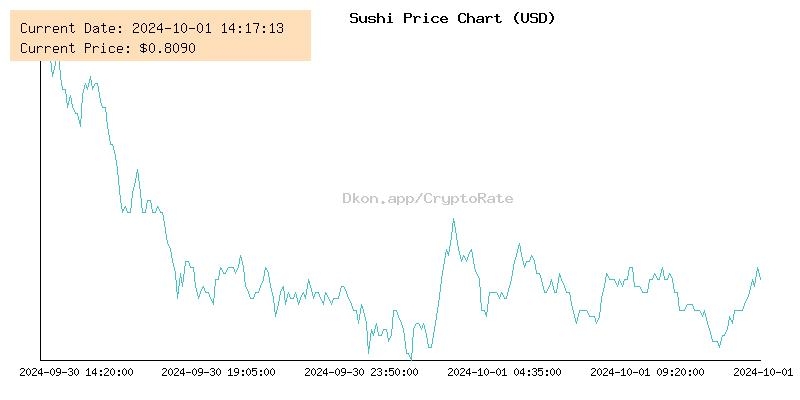 Sushi Price Chart (USD)
Current Date: 2024-10-01 14:17:13
Current Price: $0.8090
Dkon.app/CryptoRate
2024-09-30 14:20:00 2024-09-30 19:05:00 2024-09-30 23:50:00 2024-10-01 04:35:00 2024-10-01 09:20:00 2024-10-01